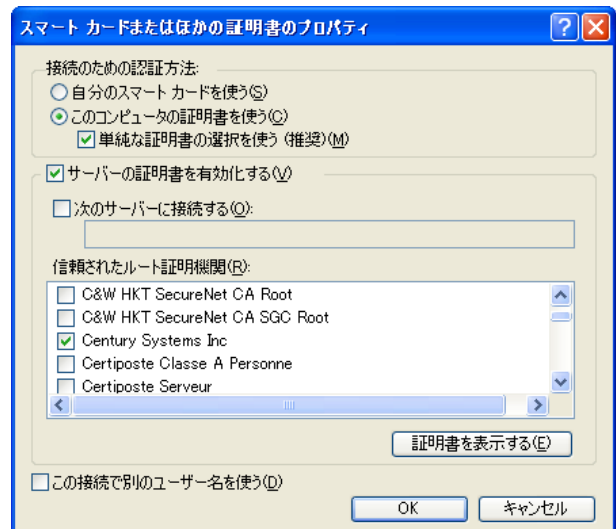 スマート カードまたはほかの証明書のプロパティ
接続のための認証方法:
自分のスマート カードを使う(S)
このコンピュータの証明書を使う(C)
単純な証明書の選択を使う (推奨)(M)
サーバーの証明書を有効化する(V)
次のサーバーに接続する(O):
信頼されたルート証明機関(R):
C&W HKT SecureNet CA Root
C&W HKT SecureNet CA SGC Root
Century Systems Inc
Certiposte Classe A Personne
Certiposte Serveur
証明書を表示する(E)
この接続で別のユーザー名を使う(D)
OK キャンセル